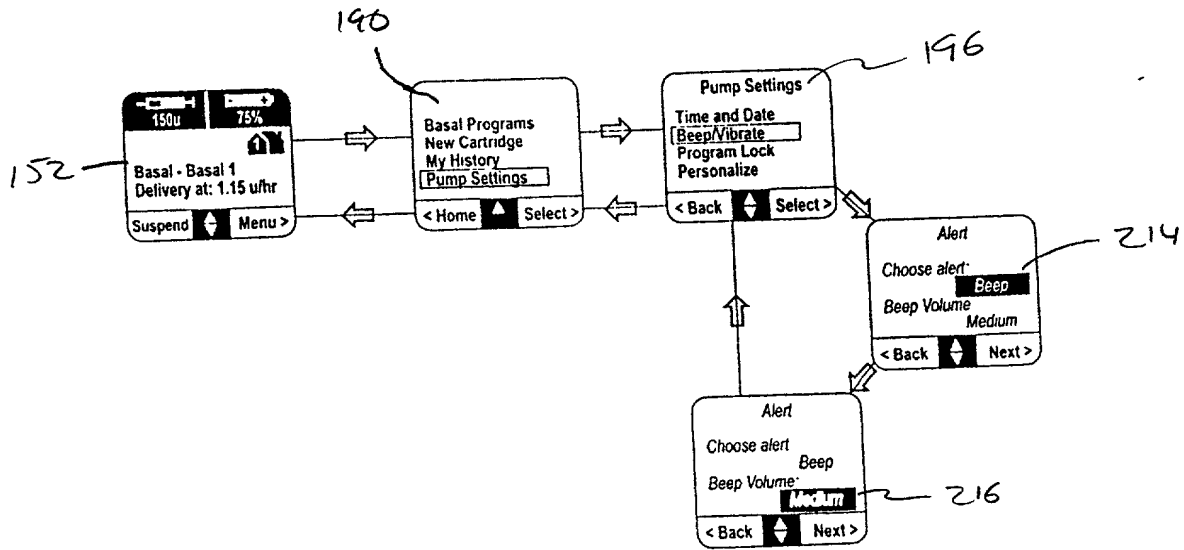 190
196
152
150u 75%
Basal - Basal 1
Delivery at: 1.15 u/hr
Suspend Menu >
Basal Programs
New Cartridge
My History
Pump Settings
< Home Select >
Pump Settings
Time and Date
Beep/Vibrate
Program Lock
Personalize
< Back Select >
214
Alert
Choose alert:
Beep
Beep Volume
Medium
< Back Next >
Alert
Choose alert
Beep
Beep Volume:
Medium
< Back Next >
216